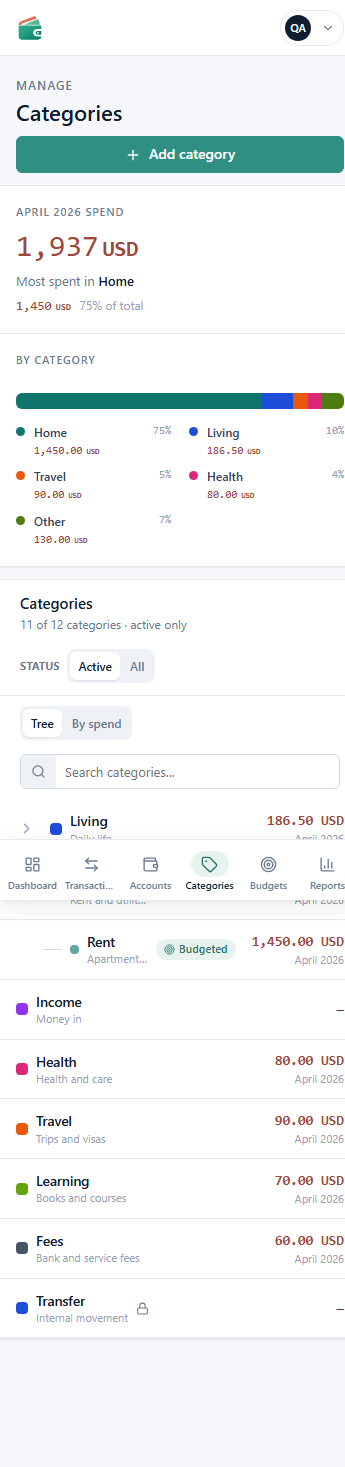 QA
MANAGE
Categories
+ Add category
APRIL 2026 SPEND
1,937 USD
Most spent in Home
1,450 USD 75% of total
BY CATEGORY
Home 75%
1,450.00 USD
Living 10%
186.50 USD
Travel 5%
90.00 USD
Health 4%
80.00 USD
Other 7%
130.00 USD
Categories
11 of 12 categories · active only
STATUS Active All
Tree By spend
Search categories...
Living 186.50 USD
Daily life April 2026
Dashboard Transacti... Accounts Categories Budgets Reports
Rent and utilit... April 2026
Rent Budgeted 1,450.00 USD
Apartment... April 2026
Income –
Money in
Health 80.00 USD
Health and care April 2026
Travel 90.00 USD
Trips and visas April 2026
Learning 70.00 USD
Books and courses April 2026
Fees 60.00 USD
Bank and service fees April 2026
Transfer –
Internal movement